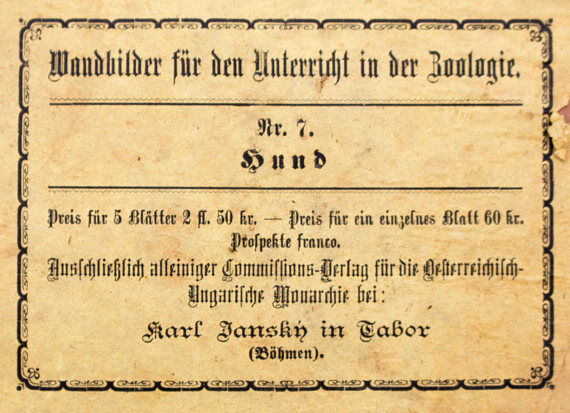 Wandbilder für den Unterricht in der Zoologie.
Nr. 7.
Hund
Preis für 5 Blätter 2 fl. 50 kr. — Preis für ein einzelnes Blatt 60 kr.
Prospekte franco.
Ausschließlich alleiniger Commissions-Verlag für die Oesterreichisch-
Ungarische Monarchie bei:
Karl Jansky in Tabor
(Böhmen).